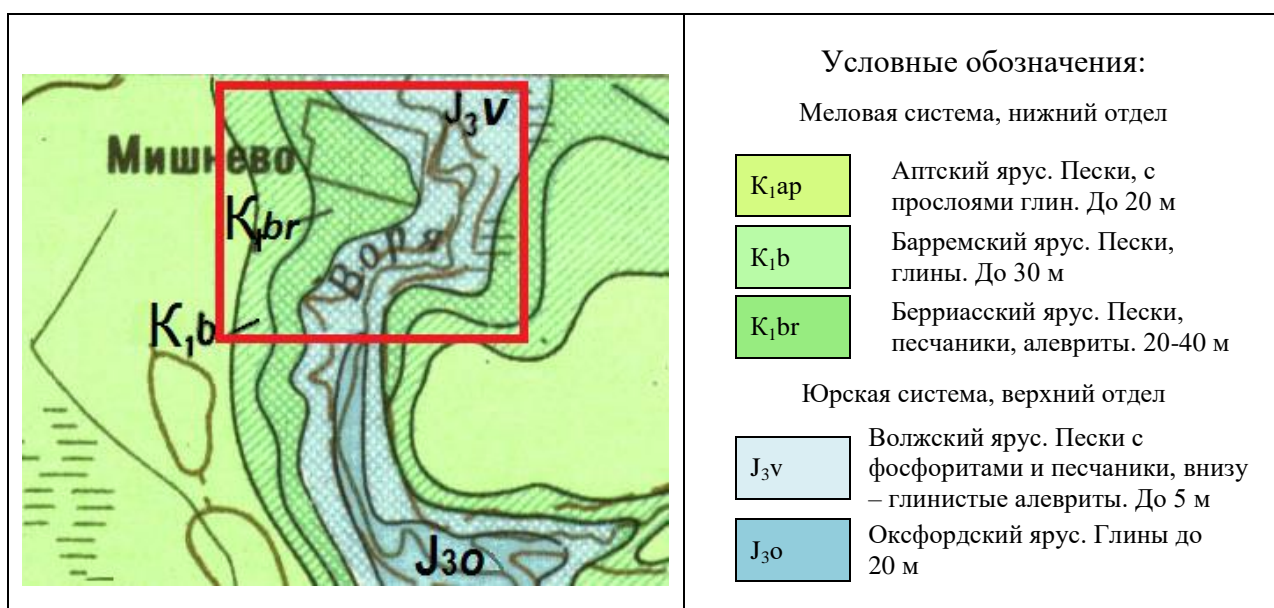 J₃v
Мишнево
K₁br
Воря
K₁b
J₃o
Условные обозначения:
Меловая система, нижний отдел
K₁ap
Аптский ярус. Пески, с
прослоями глин. До 20 м
K₁b
Барремский ярус. Пески,
глины. До 30 м
K₁br
Берриасский ярус. Пески,
песчаники, алевриты. 20-40 м
Юрская система, верхний отдел
J₃v
Волжский ярус. Пески с
фосфоритами и песчаники, внизу
– глинистые алевриты. До 5 м
J₃o
Оксфордский ярус. Глины до
20 м